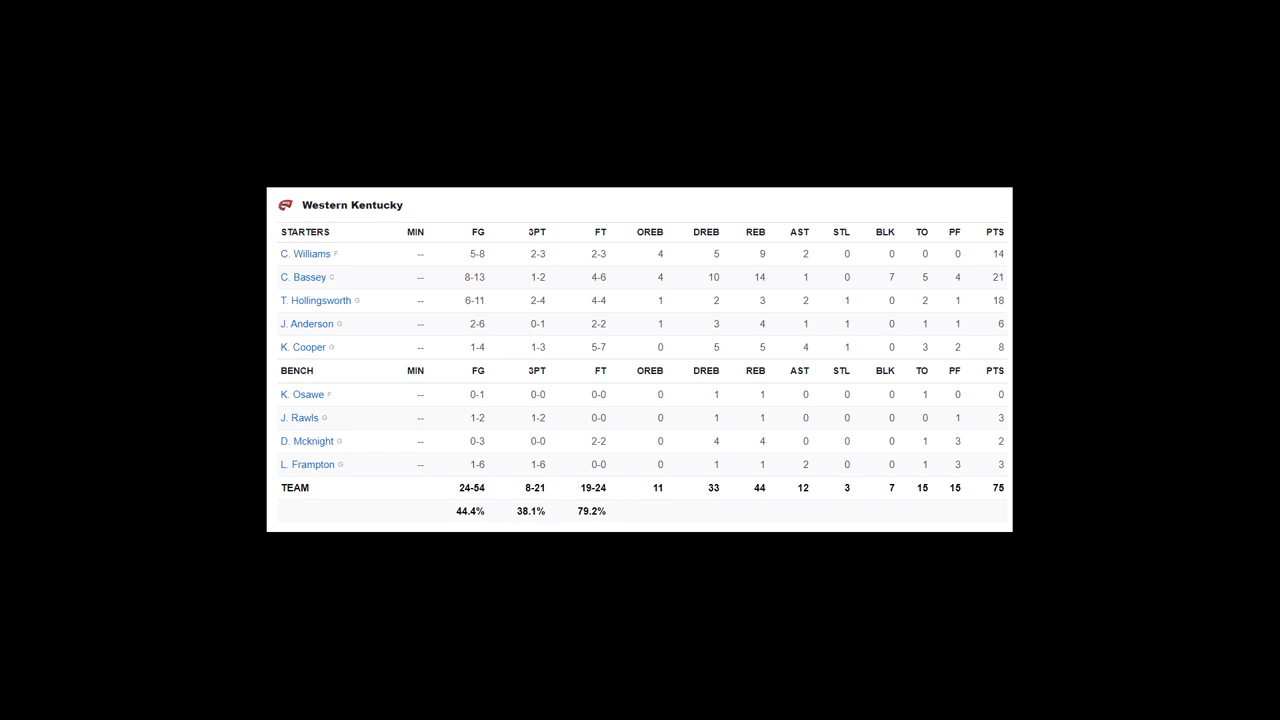 Western Kentucky
STARTERS MIN FG 3PT FT OREB DREB REB AST STL BLK TO PF PTS
C. Williams F -- 5-8 2-3 2-3 4 5 9 2 0 0 0 0 14
C. Bassey C -- 8-13 1-2 4-6 4 10 14 1 0 7 5 4 21
T. Hollingsworth G -- 6-11 2-4 4-4 1 2 3 2 1 0 2 1 18
J. Anderson G -- 2-6 0-1 2-2 1 3 4 1 1 0 1 1 6
K. Cooper G -- 1-4 1-3 5-7 0 5 5 4 1 0 3 2 8
BENCH MIN FG 3PT FT OREB DREB REB AST STL BLK TO PF PTS
K. Osawe F -- 0-1 0-0 0-0 0 1 1 0 0 0 1 0 0
J. Rawls G -- 1-2 1-2 0-0 0 1 1 0 0 0 0 1 3
D. Mcknight G -- 0-3 0-0 2-2 0 4 4 0 0 0 1 3 2
L. Frampton G -- 1-6 1-6 0-0 0 1 1 2 0 0 1 3 3
TEAM 24-54 8-21 19-24 11 33 44 12 3 7 15 15 75
44.4% 38.1% 79.2%